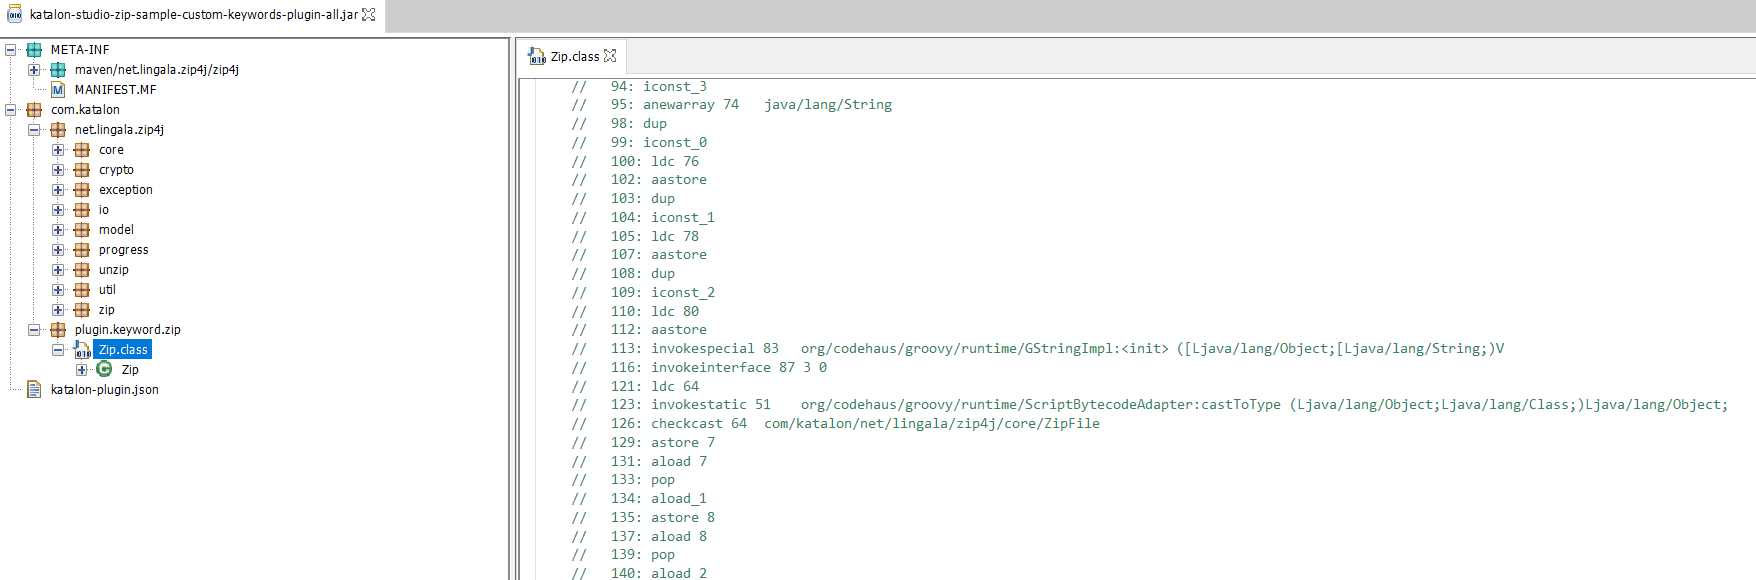 katalon-studio-zip-sample-custom-keywords-plugin-all.jar
META-INF
maven/net.lingala.zip4j/zip4j
MANIFEST.MF
com.katalon
net.lingala.zip4j
core
crypto
exception
io
model
progress
unzip
util
zip
plugin.keyword.zip
Zip.class
Zip
katalon-plugin.json
Zip.class
// 94: iconst_3
// 95: anewarray 74 java/lang/String
// 98: dup
// 99: iconst_0
// 100: ldc 76
// 102: aastore
// 103: dup
// 104: iconst_1
// 105: ldc 78
// 107: aastore
// 108: dup
// 109: iconst_2
// 110: ldc 80
// 112: aastore
// 113: invokespecial 83 org/codehaus/groovy/runtime/GStringImpl:<init> ([Ljava/lang/Object;[Ljava/lang/String;)V
// 116: invokeinterface 87 3 0
// 121: ldc 64
// 123: invokestatic 51 org/codehaus/groovy/runtime/ScriptBytecodeAdapter:castToType (Ljava/lang/Object;Ljava/lang/Class;)Ljava/lang/Object;
// 126: checkcast 64 com/katalon/net/lingala/zip4j/core/ZipFile
// 129: astore 7
// 131: aload 7
// 133: pop
// 134: aload_1
// 135: astore 8
// 137: aload 8
// 139: pop
// 140: aload 2